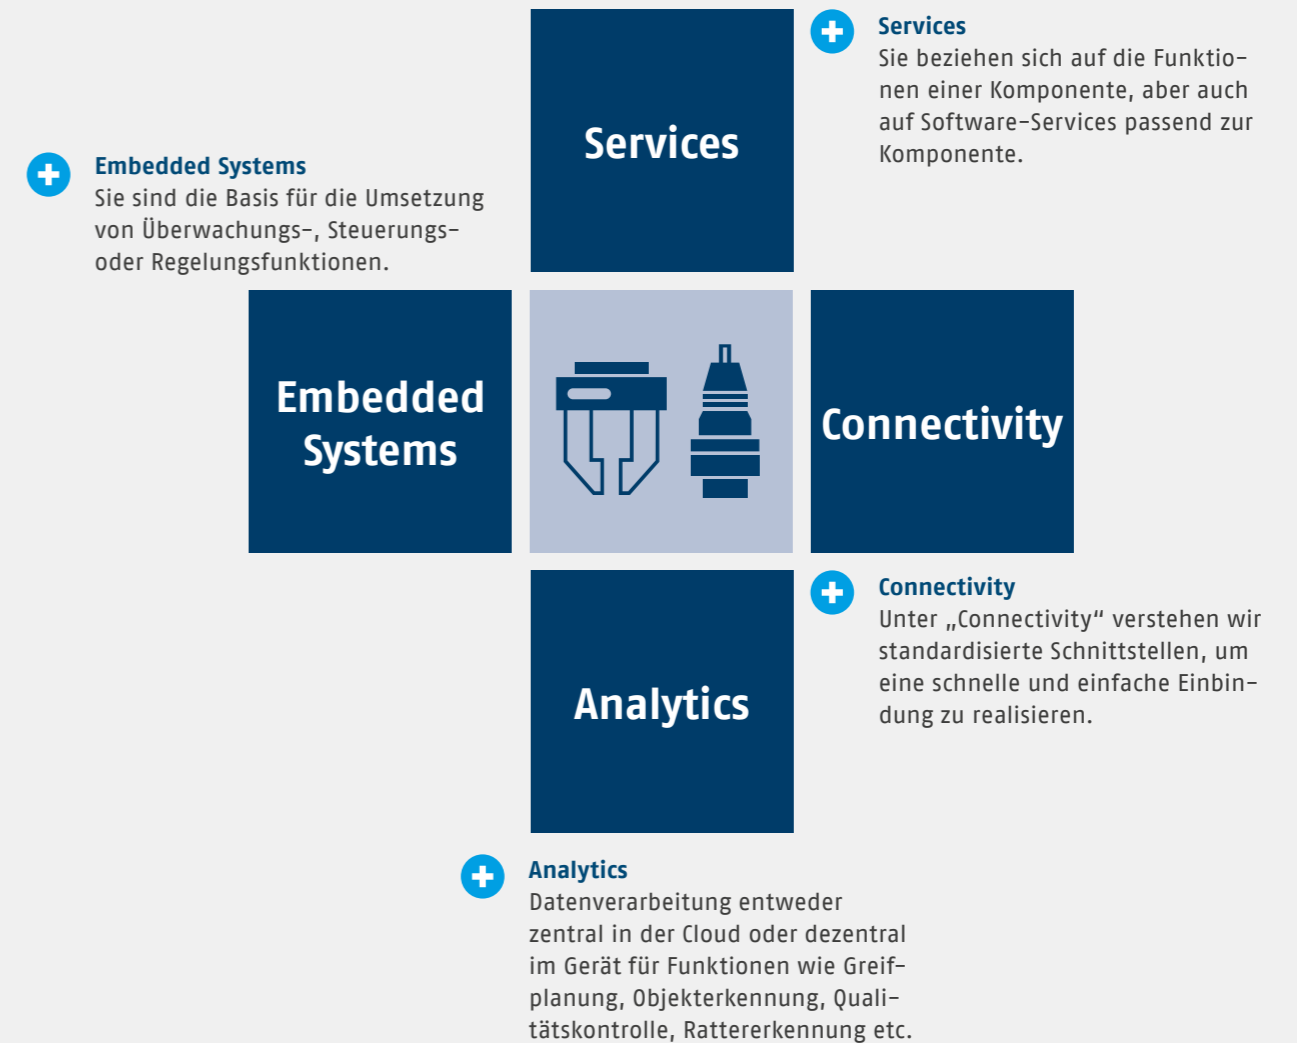 Services
Services
Sie beziehen sich auf die Funktio-
nen einer Komponente, aber auch
auf Software-Services passend zur
Komponente.
Embedded Systems
Sie sind die Basis für die Umsetzung
von Überwachungs-, Steuerungs-
oder Regelungsfunktionen.
Embedded
Systems
Connectivity
Connectivity
Unter „Connectivity“ verstehen wir
standardisierte Schnittstellen, um
eine schnelle und einfache Einbin-
dung zu realisieren.
Analytics
Analytics
Datenverarbeitung entweder
zentral in der Cloud oder dezentral
im Gerät für Funktionen wie Greif-
planung, Objekterkennung, Quali-
tätskontrolle, Rattererkennung etc.